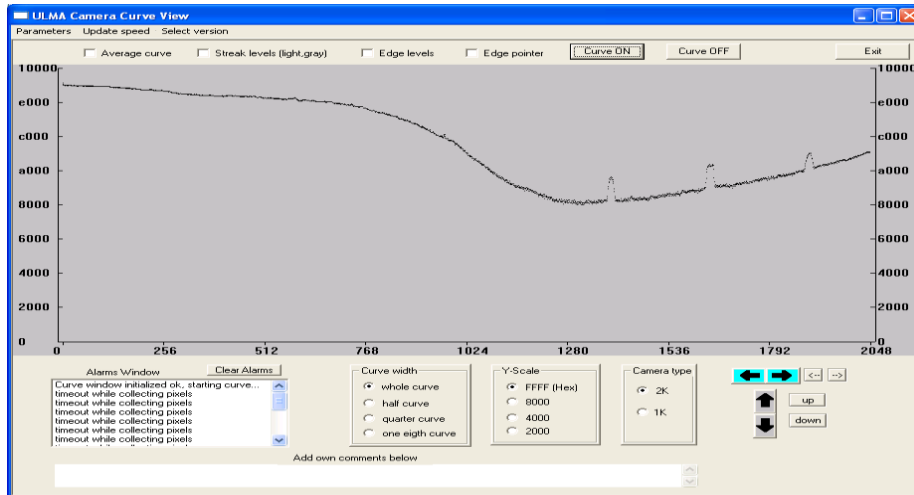 ULMA Camera Curve View
Parameters Update speed Select version
Average curve Streak levels (light,gray) Edge levels Edge pointer Curve ON Curve OFF Exit
10000 10000
e000 e000
c000 c000
a000 a000
8000 8000
6000 6000
4000 4000
2000 2000
0 0
0 256 512 768 1024 1280 1536 1792 2048
Alarms Window Clear Alarms
Curve window initialized ok, starting curve...
timeout while collecting pixels
timeout while collecting pixels
timeout while collecting pixels
timeout while collecting pixels
timeout while collecting pixels
Curve width
whole curve
half curve
quarter curve
one eigth curve
Y-Scale
FFFF (Hex)
8000
4000
2000
Camera type
2K
1K
<-- -->
up
down
Add own comments below